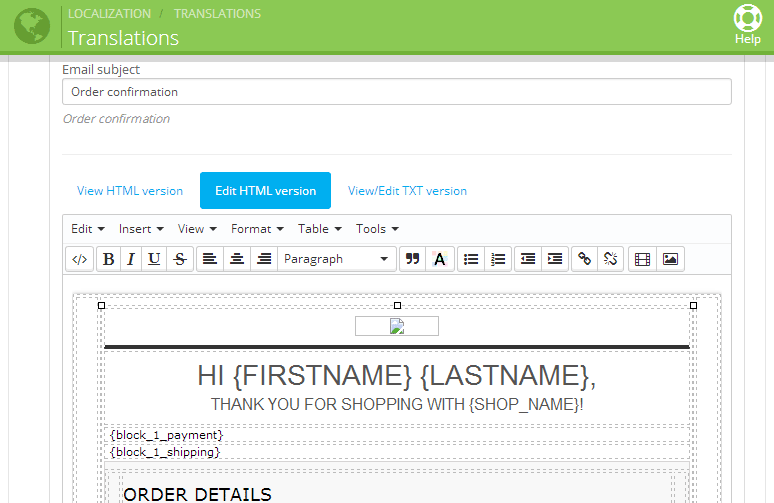 LOCALIZATION / TRANSLATIONS
Translations
Help
Email subject
Order confirmation
Order confirmation
View HTML version Edit HTML version View/Edit TXT version
Edit Insert View Format Table Tools
</> B I U S Paragraph A
HI {FIRSTNAME} {LASTNAME},
THANK YOU FOR SHOPPING WITH {SHOP_NAME}!
{block_1_payment}
{block_1_shipping}
ORDER DETAILS